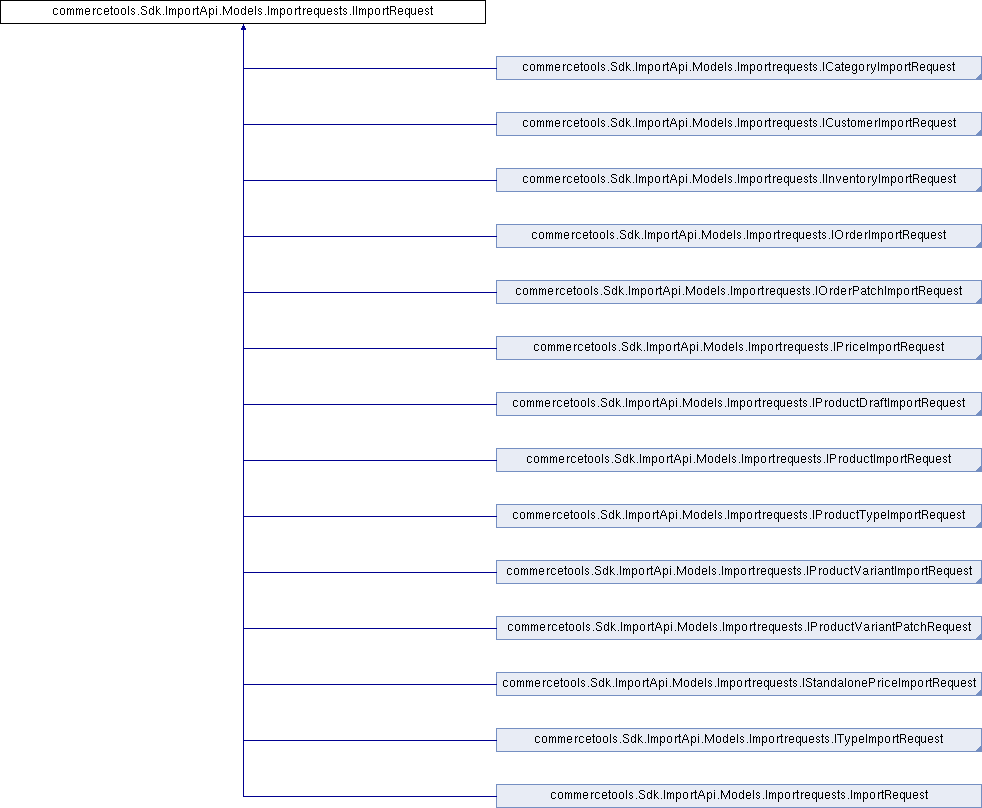 commercetools.Sdk.ImportApi.Models.Importrequests.IImportRequest
commercetools.Sdk.ImportApi.Models.Importrequests.ICategoryImportRequest
commercetools.Sdk.ImportApi.Models.Importrequests.ICustomerImportRequest
commercetools.Sdk.ImportApi.Models.Importrequests.IInventoryImportRequest
commercetools.Sdk.ImportApi.Models.Importrequests.IOrderImportRequest
commercetools.Sdk.ImportApi.Models.Importrequests.IOrderPatchImportRequest
commercetools.Sdk.ImportApi.Models.Importrequests.IPriceImportRequest
commercetools.Sdk.ImportApi.Models.Importrequests.IProductDraftImportRequest
commercetools.Sdk.ImportApi.Models.Importrequests.IProductImportRequest
commercetools.Sdk.ImportApi.Models.Importrequests.IProductTypeImportRequest
commercetools.Sdk.ImportApi.Models.Importrequests.IProductVariantImportRequest
commercetools.Sdk.ImportApi.Models.Importrequests.IProductVariantPatchRequest
commercetools.Sdk.ImportApi.Models.Importrequests.IStandalonePriceImportRequest
commercetools.Sdk.ImportApi.Models.Importrequests.ITypeImportRequest
commercetools.Sdk.ImportApi.Models.Importrequests.ImportRequest